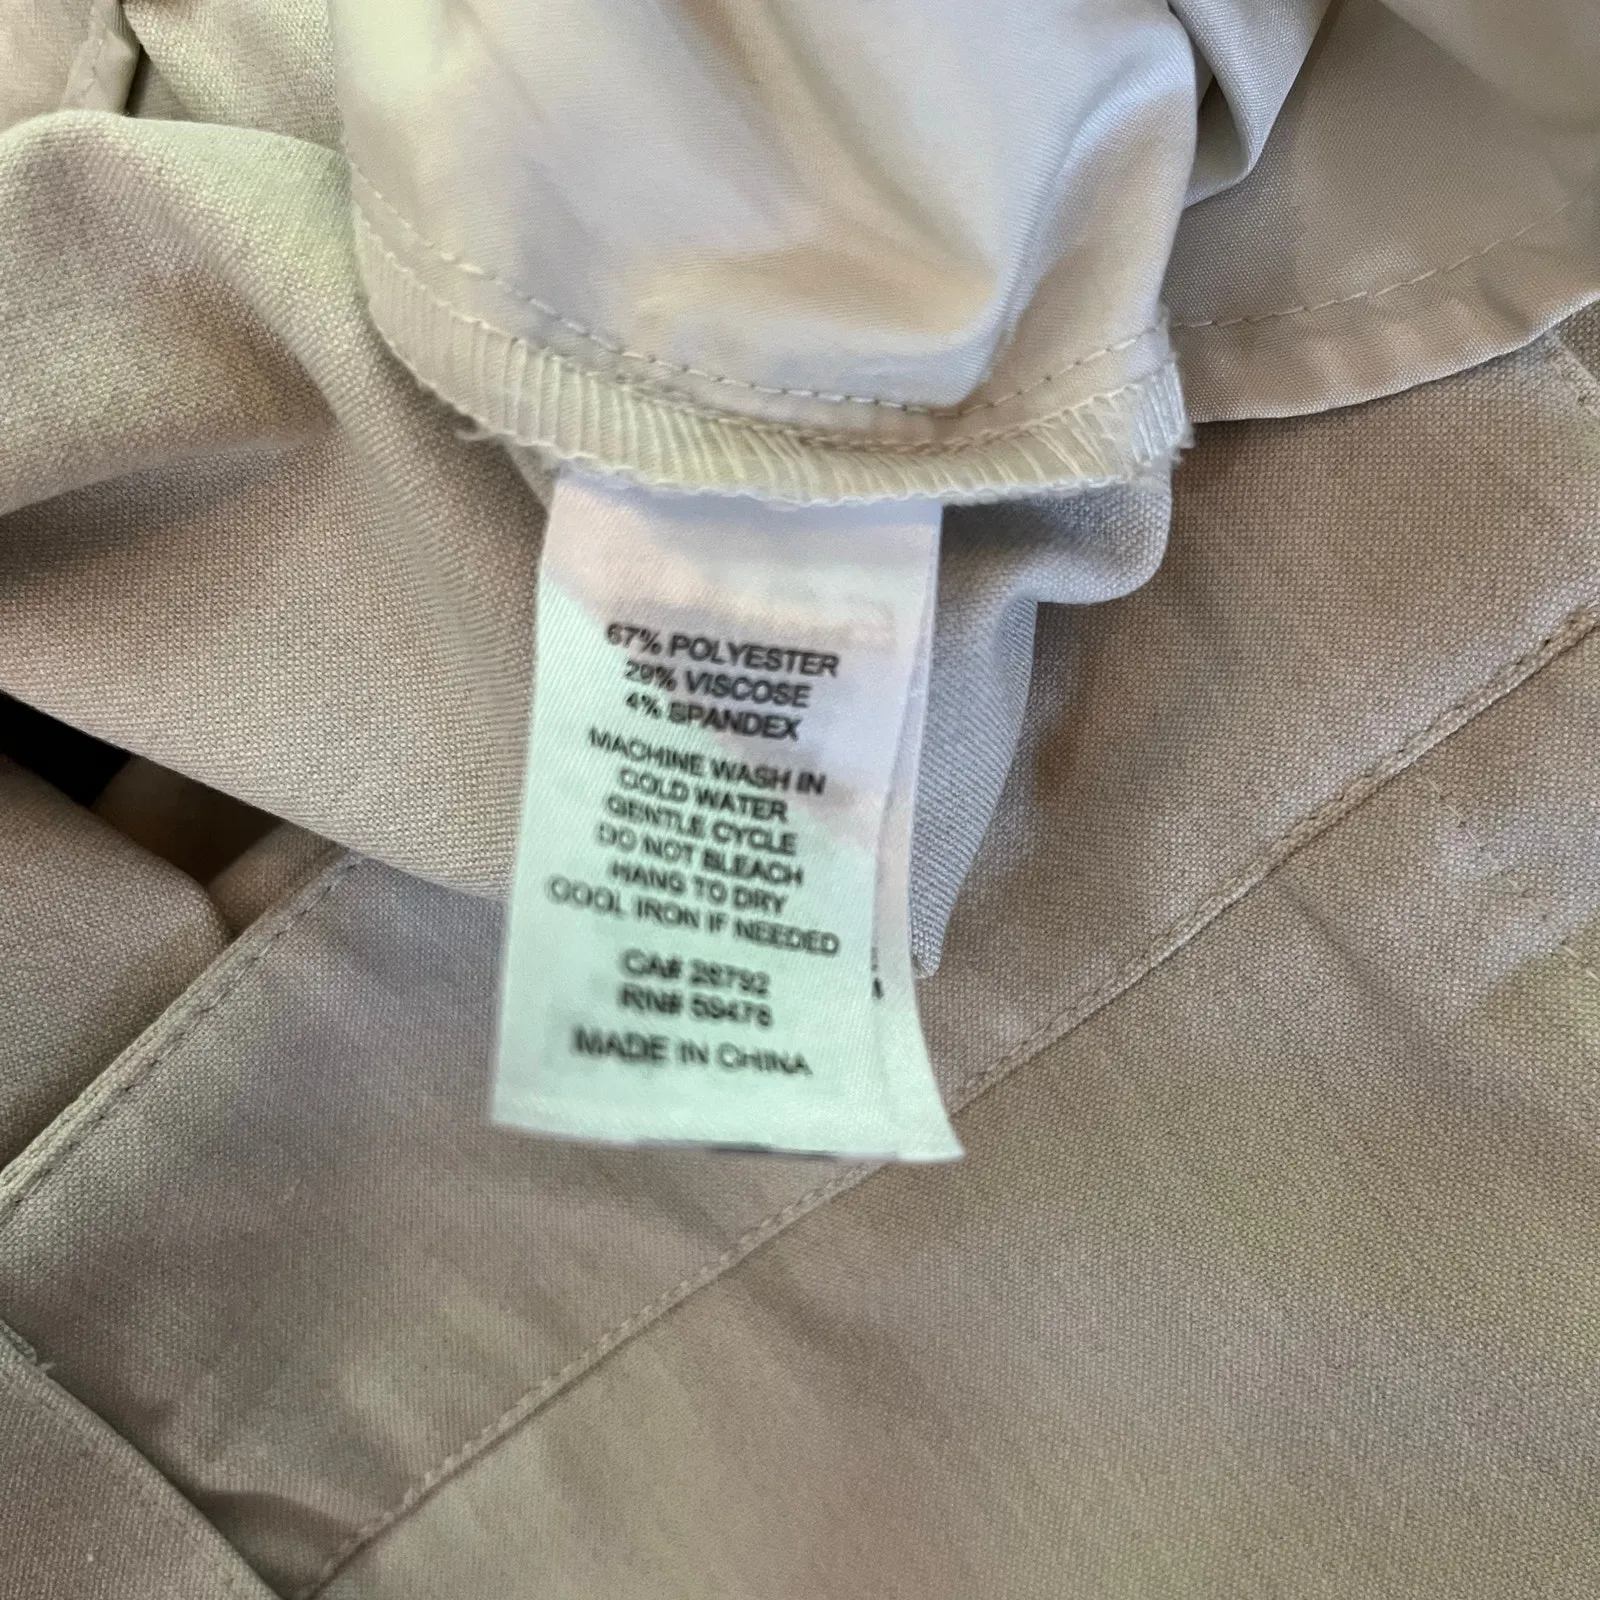 67% POLYESTER
29% VISCOSE
4% SPANDEX
MACHINE WASH IN
COLD WATER
GENTLE CYCLE
DO NOT BLEACH
HANG TO DRY
COOL IRON IF NEEDED
CA# 28792
RN# 59478
MADE IN CHINA